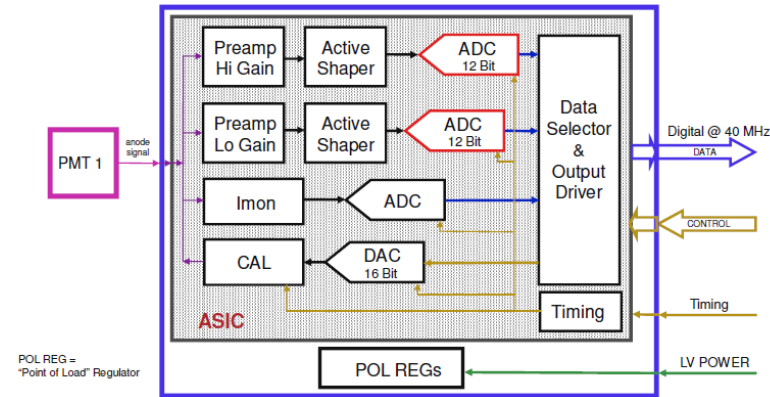 Preamp
Hi Gain
Active
Shaper
ADC
12 Bit
Preamp
Lo Gain
Active
Shaper
ADC
12 Bit
Data
Selector
&
Output
Driver
Digital @ 40 MHz
DATA
PMT 1
anode
signal
Imon
ADC
CONTROL
CAL
DAC
16 Bit
ASIC
Timing
Timing
POL REG =
“Point of Load” Regulator
POL REGs
LV POWER